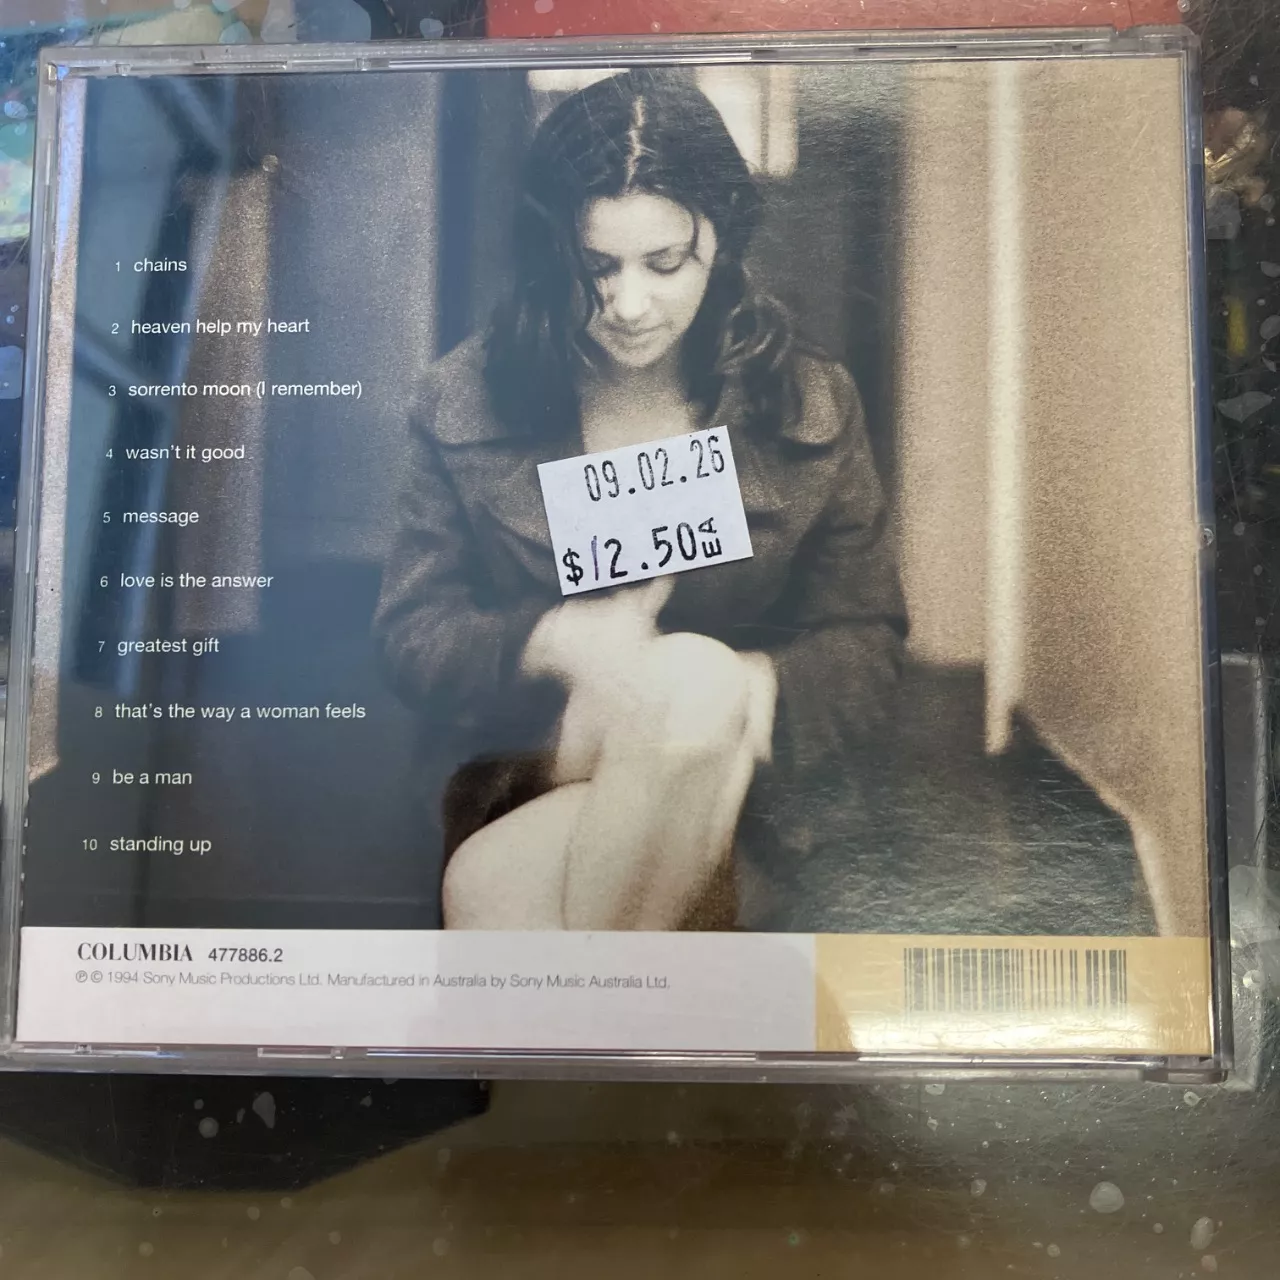 1 chains
2 heaven help my heart
3 sorrento moon (I remember)
4 wasn't it good
5 message
6 love is the answer
7 greatest gift
8 that's the way a woman feels
9 be a man
10 standing up
09.02.26
$12.50 EA
COLUMBIA 477886.2
℗ © 1994 Sony Music Productions Ltd. Manufactured in Australia by Sony Music Australia Ltd.